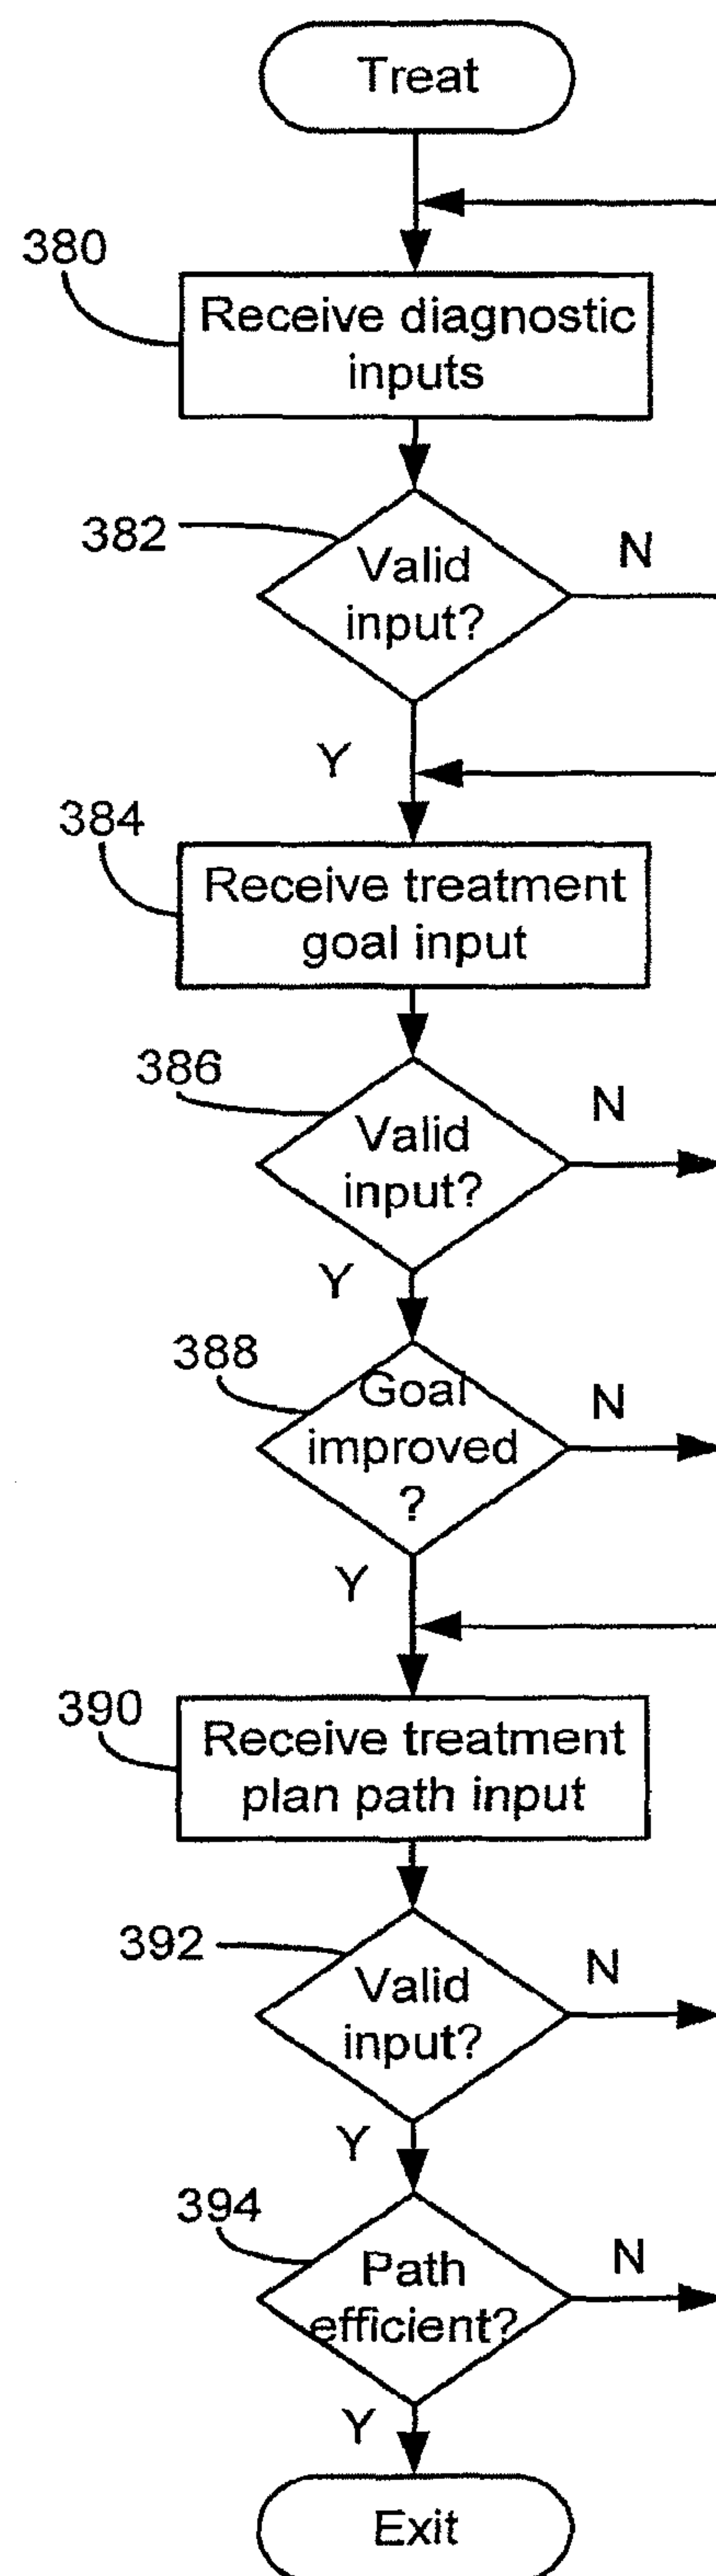 Treat
380
Receive diagnostic
inputs
382
Valid
input?
N
Y
384
Receive treatment
goal input
386
Valid
input?
N
Y
388
Goal
improved
?
N
Y
390
Receive treatment
plan path input
392
Valid
input?
N
Y
394
Path
efficient?
N
Y
Exit